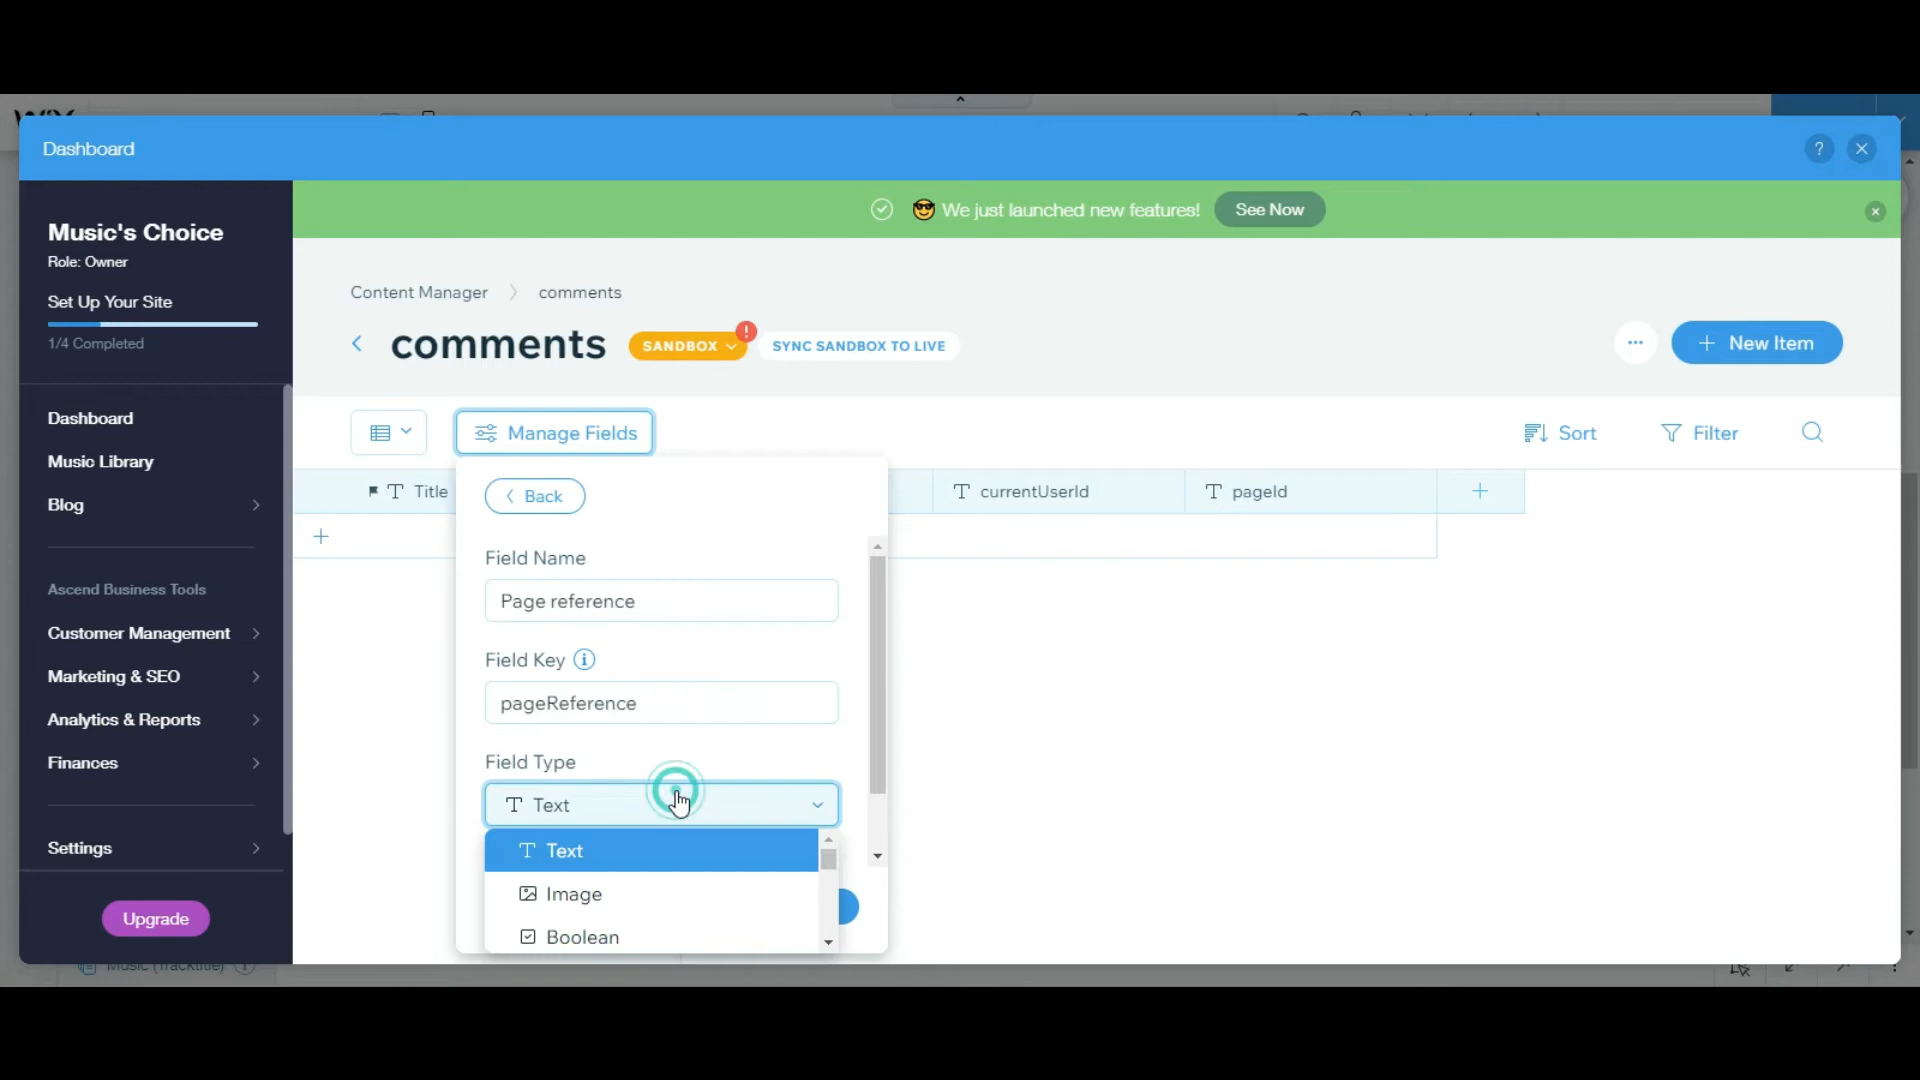 WIX
Dashboard
?
Music's Choice
Role: Owner
Set Up Your Site
1/4 Completed
Dashboard
Music Library
Blog
Ascend Business Tools
Customer Management
Marketing & SEO
Analytics & Reports
Finances
Settings
Upgrade
We just launched new features! See Now
Content Manager > comments
comments SANDBOX ! SYNC SANDBOX TO LIVE
... + New Item
Manage Fields
Sort Filter
Title currentUserId pageId +
+
Back
Field Name
Page reference
Field Key i
pageReference
Field Type
T Text
T Text
Image
Boolean
Music (Tracktitle)